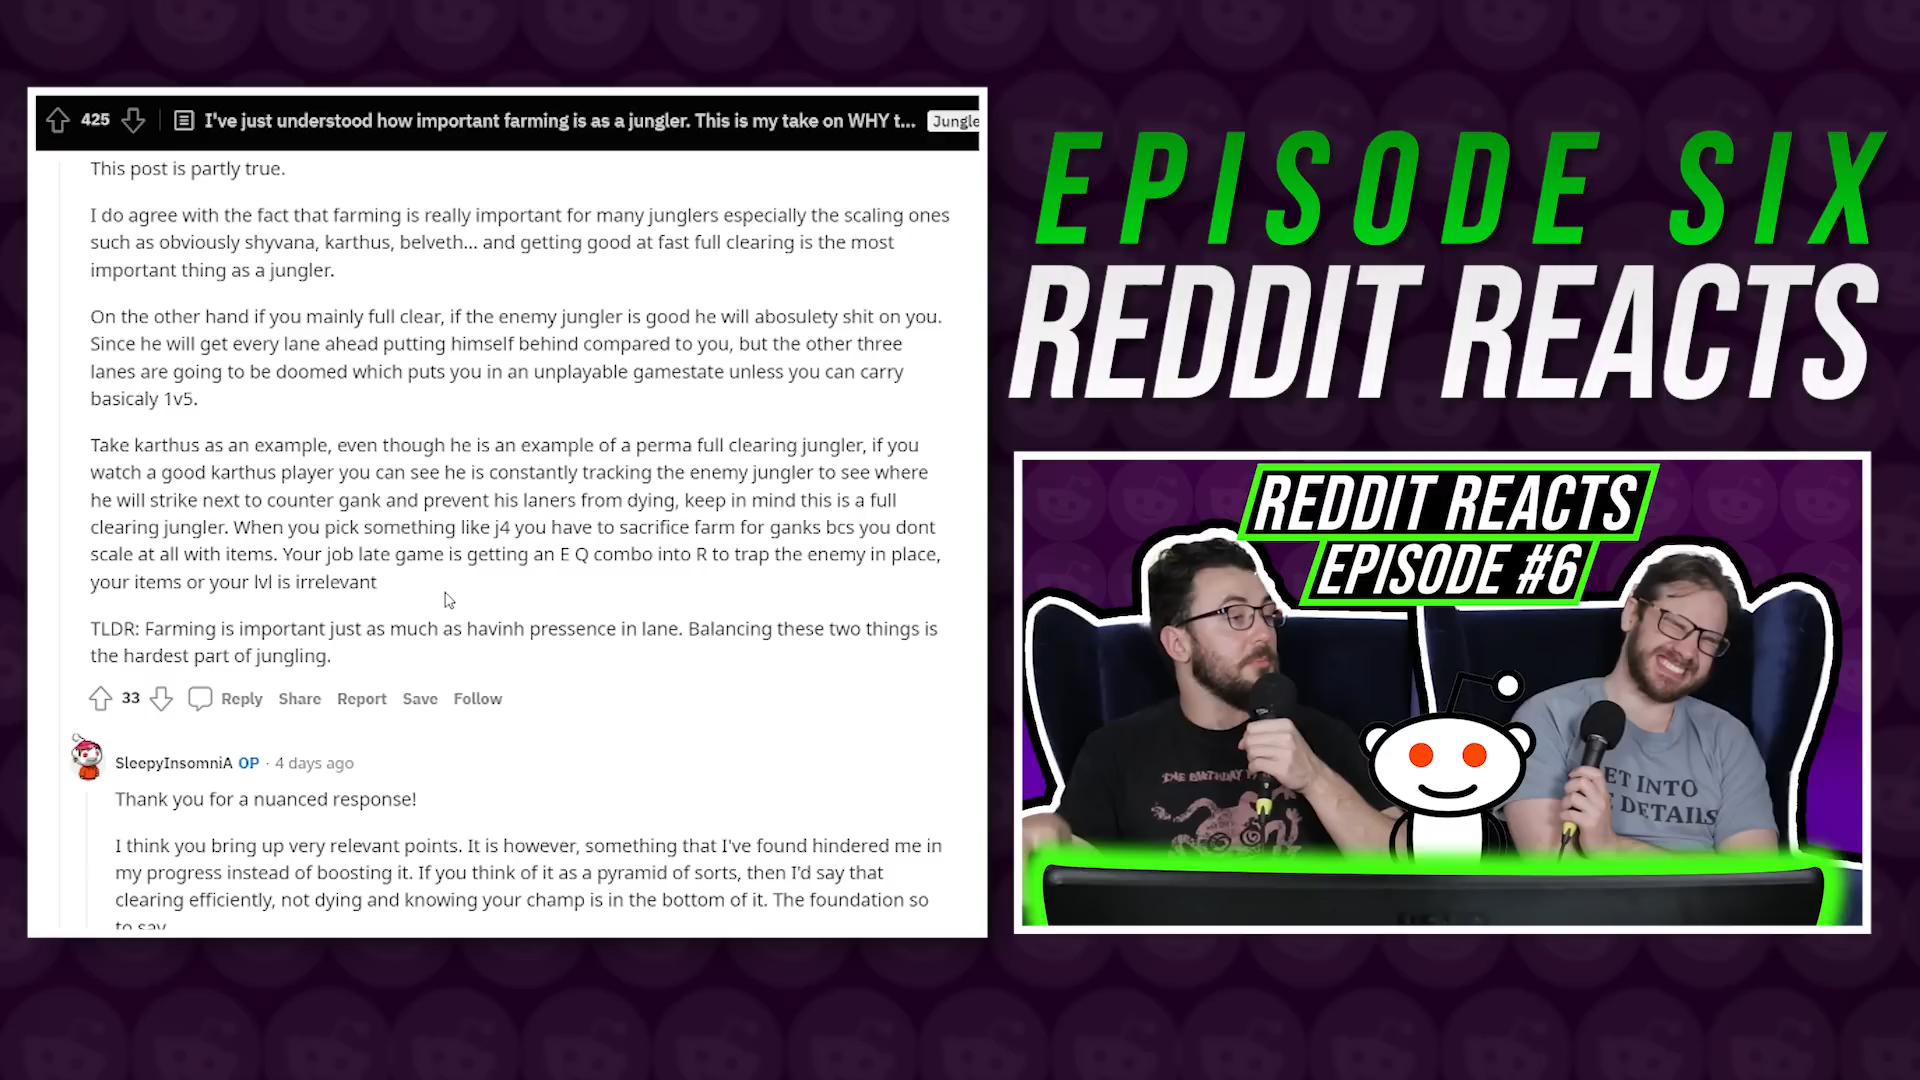 425
I've just understood how important farming is as a jungler. This is my take on WHY t...
Jungle
This post is partly true.
I do agree with the fact that farming is really important for many junglers especially the scaling ones
such as obviously shyvana, karthus, belveth... and getting good at fast full clearing is the most
important thing as a jungler.
On the other hand if you mainly full clear, if the enemy jungler is good he will abosulety shit on you.
Since he will get every lane ahead putting himself behind compared to you, but the other three
lanes are going to be doomed which puts you in an unplayable gamestate unless you can carry
basicaly 1v5.
Take karthus as an example, even though he is an example of a perma full clearing jungler, if you
watch a good karthus player you can see he is constantly tracking the enemy jungler to see where
he will strike next to counter gank and prevent his laners from dying, keep in mind this is a full
clearing jungler. When you pick something like j4 you have to sacrifice farm for ganks bcs you dont
scale at all with items. Your job late game is getting an E Q combo into R to trap the enemy in place,
your items or your lvl is irrelevant
TLDR: Farming is important just as much as havinh pressence in lane. Balancing these two things is
the hardest part of jungling.
33 Reply Share Report Save Follow
SleepyInsomniA OP · 4 days ago
Thank you for a nuanced response!
I think you bring up very relevant points. It is however, something that I've found hindered me in
my progress instead of boosting it. If you think of it as a pyramid of sorts, then I'd say that
clearing efficiently, not dying and knowing your champ is in the bottom of it. The foundation so
to say
EPISODE SIX
REDDIT REACTS
REDDIT REACTS
EPISODE #6
THE BIRTHDAY
ET INTO
DETAILS